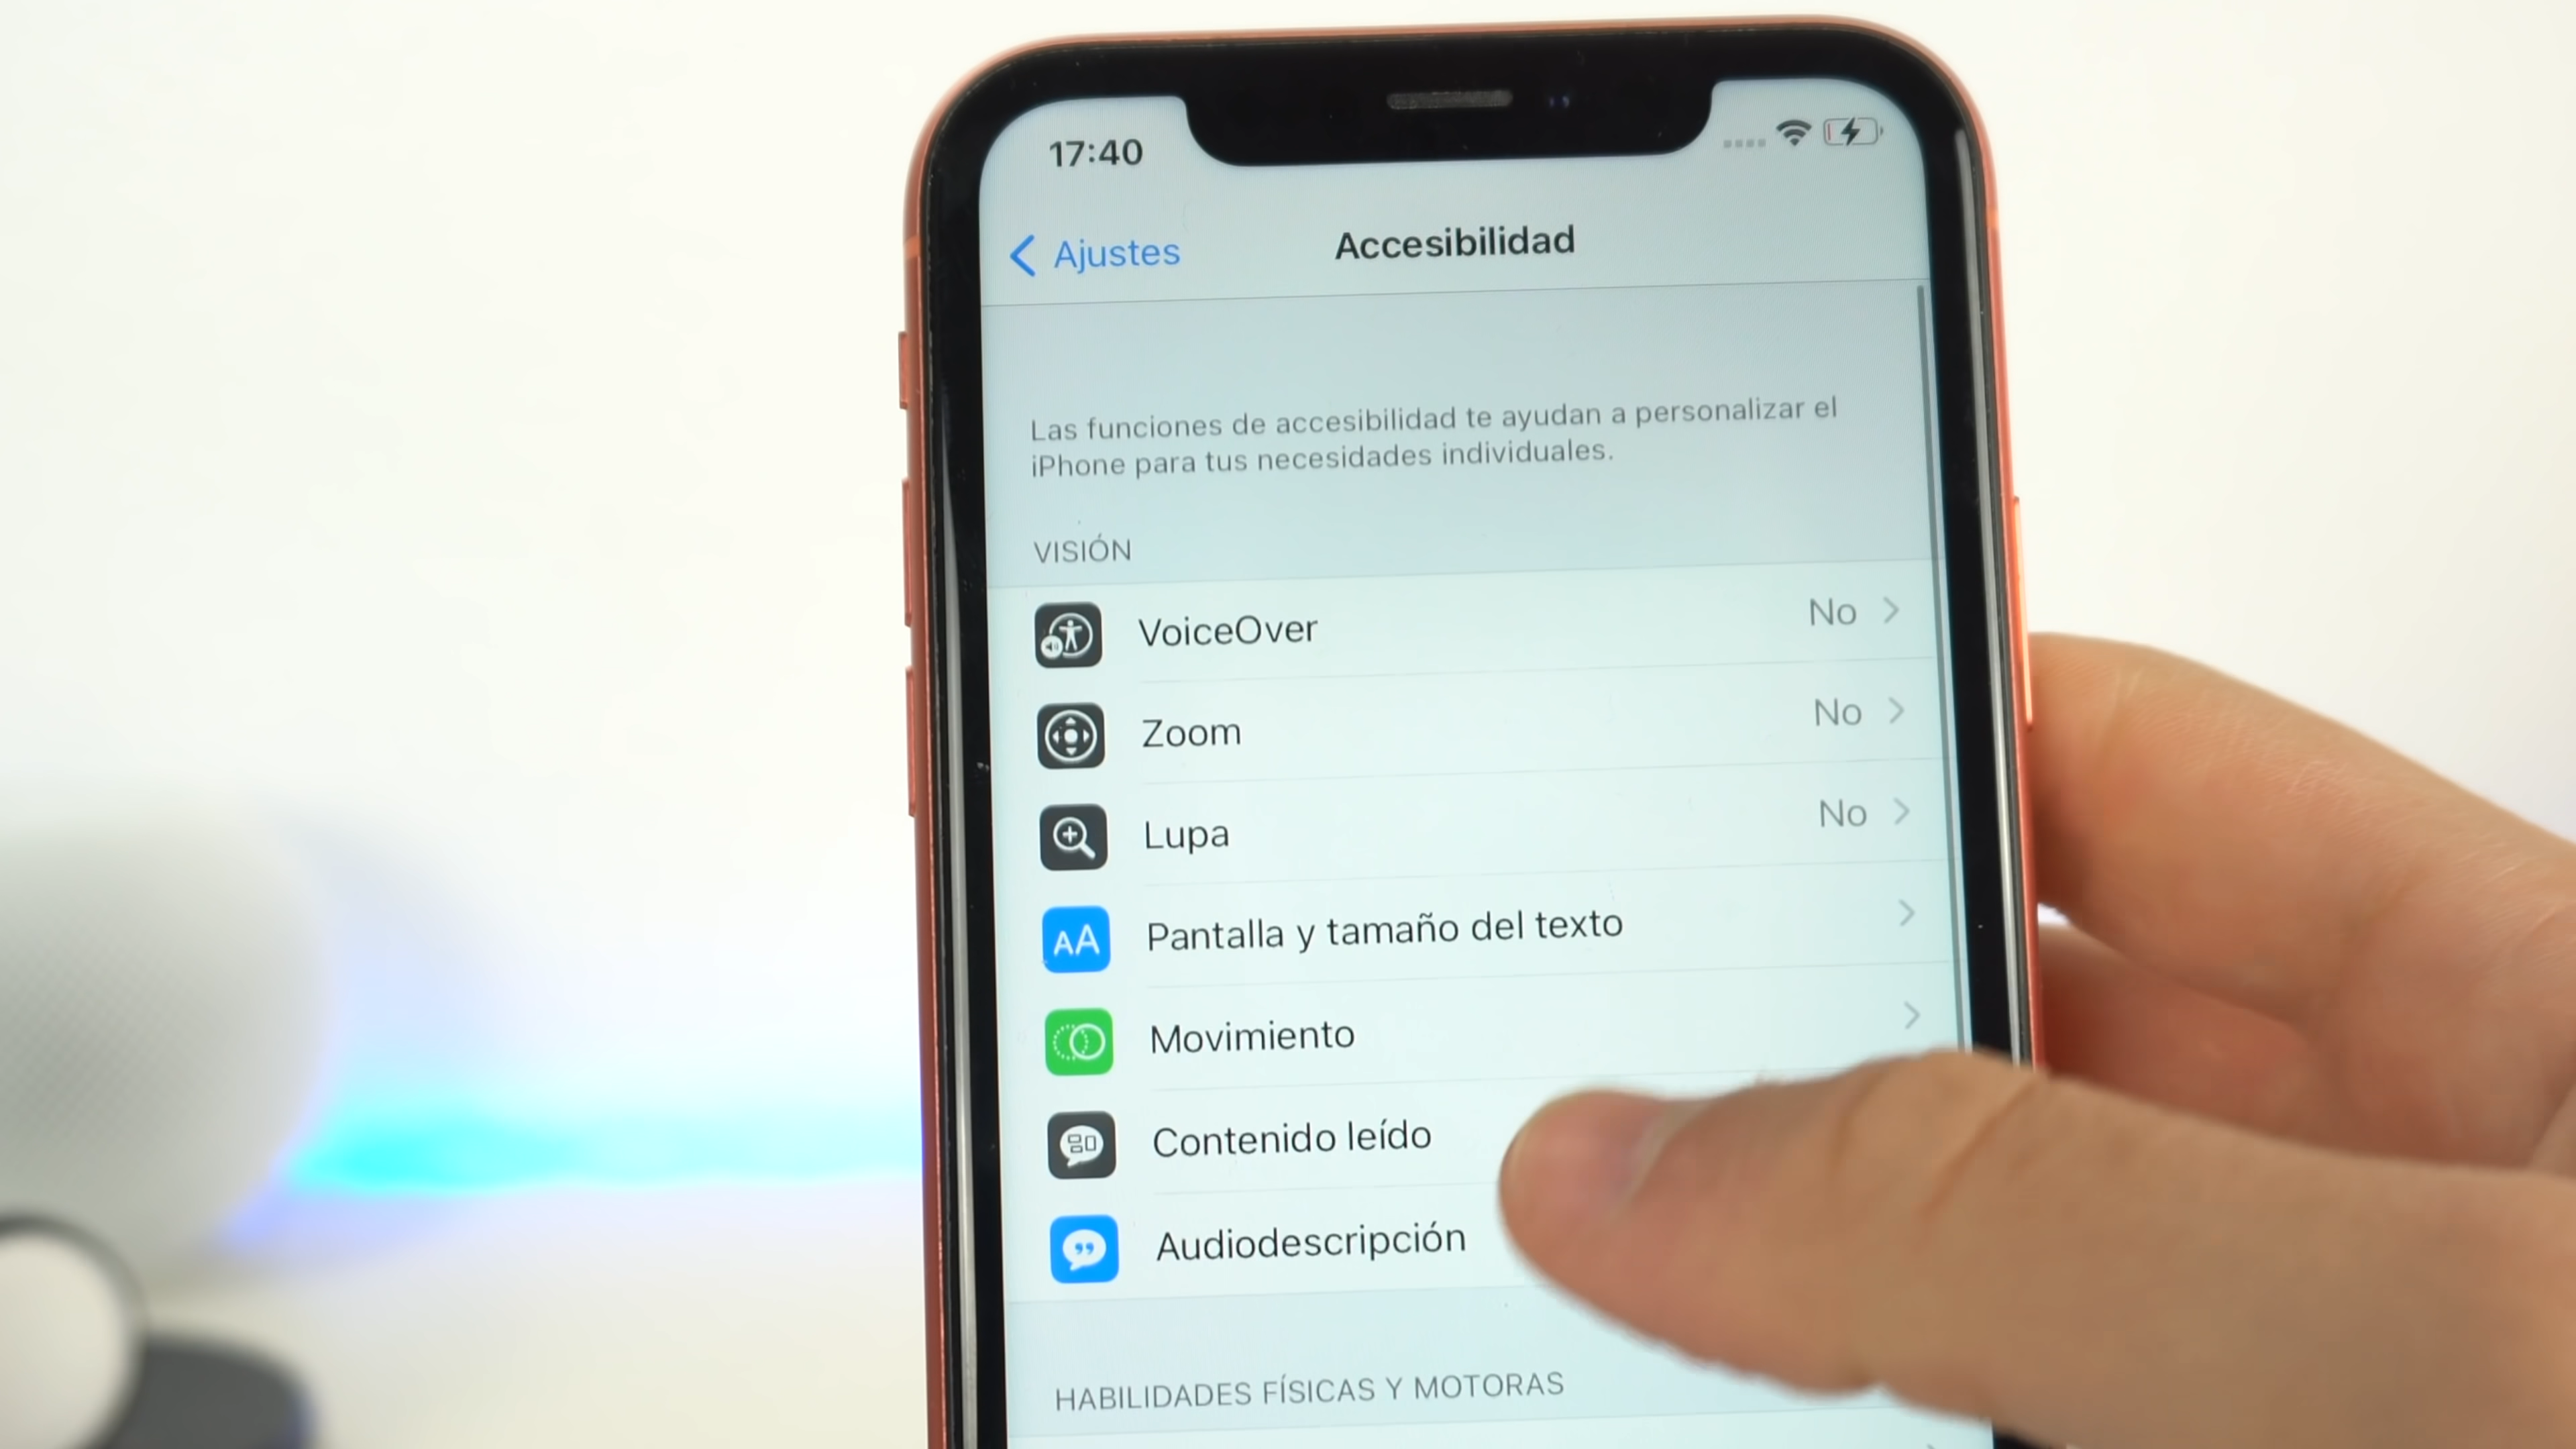 17:40
Ajustes
Accesibilidad
Las funciones de accesibilidad te ayudan a personalizar el
iPhone para tus necesidades individuales.
VISIÓN
VoiceOver No
Zoom No
Lupa No
AA Pantalla y tamaño del texto
Movimiento
Contenido leído
Audiodescripción
HABILIDADES FÍSICAS Y MOTORAS